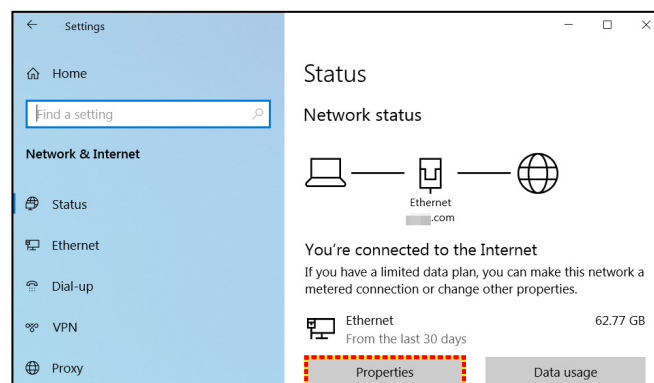 Settings
Home
Find a setting
Network & Internet
Status
Ethernet
Dial-up
VPN
Proxy
Status
Network status
Ethernet
.com
You're connected to the Internet
If you have a limited data plan, you can make this network a
metered connection or change other properties.
Ethernet 62.77 GB
From the last 30 days
Properties Data usage